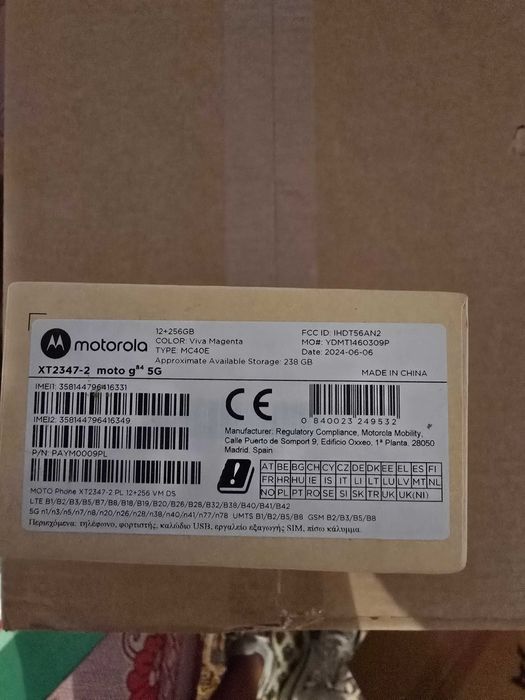 motorola
12+256GB
COLOR: Viva Magenta
TYPE: MC40E
Approximate Available Storage: 238 GB
FCC ID: IHDT56AN2
MO#: YDMT1460309P
Date: 2024-06-06
XT2347-2 moto g84 5G
MADE IN CHINA
IMEI1: 358144796416331
IMEI2: 358144796416349
P/N: PAYM0009PL
CE
0 840023 249532
Manufacturer: Regulatory Compliance, Motorola Mobility,
Calle Puerto de Somport 9, Edificio Oxxeo, 1ª Planta, 28050
Madrid, Spain
AT BE BG CH CY CZ DE DK EE EL ES FI
FR HR HU IE IS IT LI LT LU LV MT NL
NO PL PT RO SE SI SK TR UK UK(NI)
MOTO Phone XT2347-2 PL 12+256 VM DS
LTE B1/B2/B3/B5/B7/B8/B18/B19/B20/B26/B28/B32/B38/B40/B41/B42
5G n1/n3/n5/n7/n8/n20/n26/n28/n38/n40/n41/n77/n78 UMTS B1/B2/B5/B8 GSM B2/B3/B5/B8
Περιεχόμενα: τηλέφωνο, φορτιστής, καλώδιο USB, εργαλείο εξαγωγής SIM, πίσω κάλυμμα